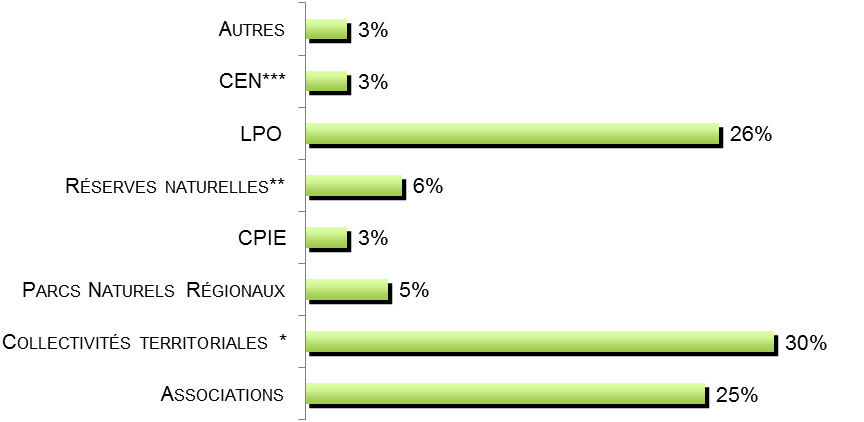 AUTRES 3%
CEN*** 3%
LPO 26%
RÉSERVES NATURELLES** 6%
CPIE 3%
PARCS NATURELS RÉGIONAUX 5%
COLLECTIVITÉS TERRITORIALES * 30%
ASSOCIATIONS 25%